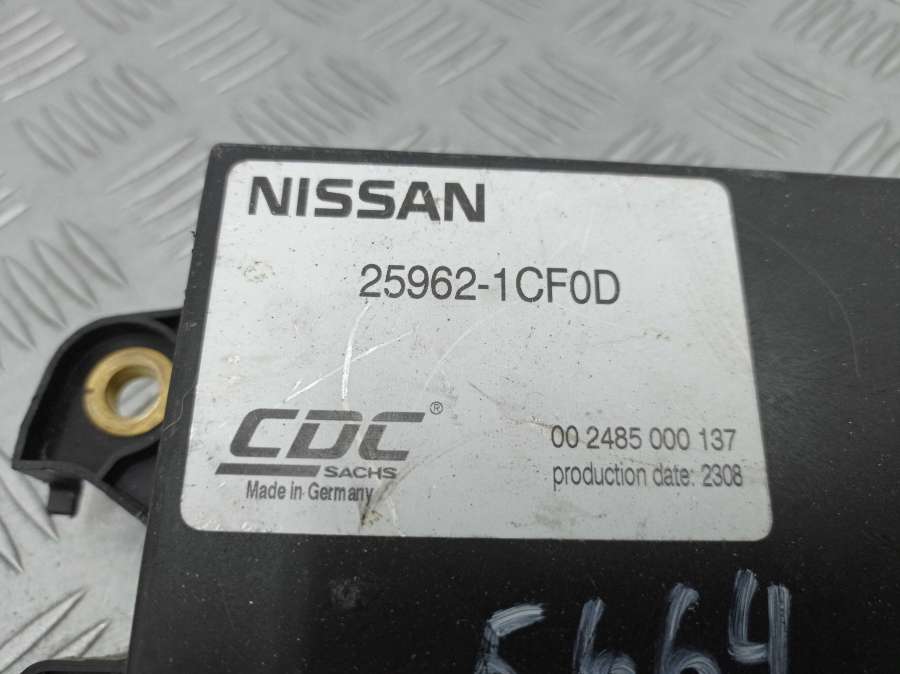 NISSAN
25962-1CF0D
CDC®
SACHS
Made in Germany
00 2485 000 137
production date: 2308
5664